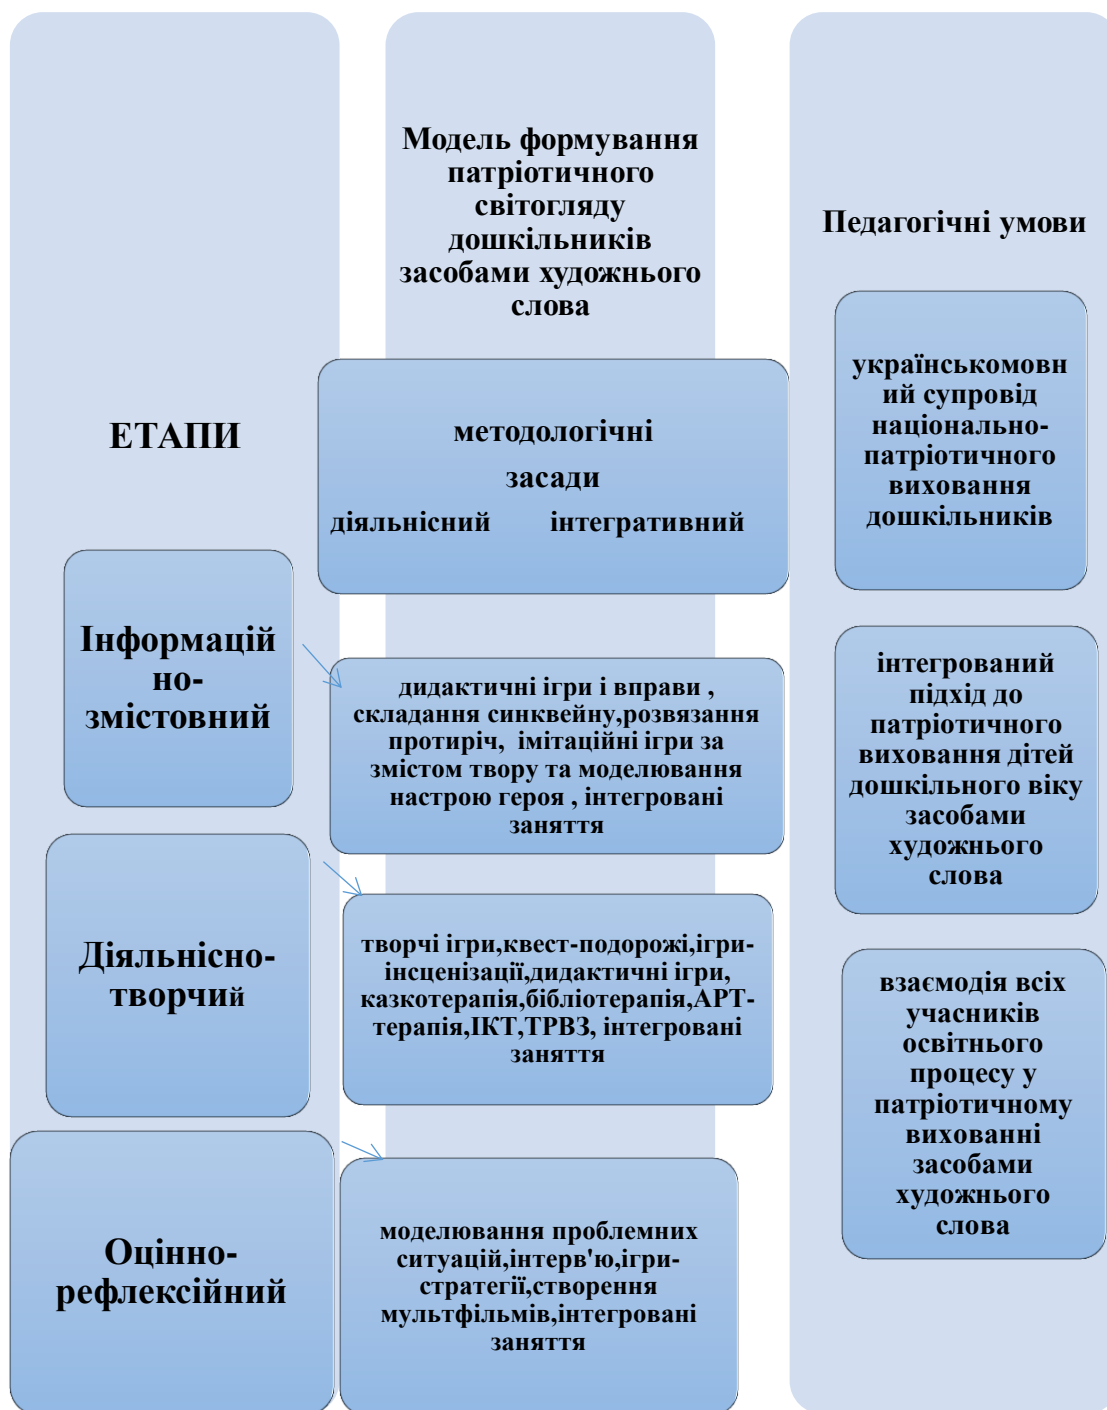 ЕТАПИ
Інформацій
но-
змістовний
Діяльнісно-
творчий
Оцінно-
рефлексійний
Модель формування
патріотичного
світогляду
дошкільників
засобами художнього
слова
методологічні
засади
діяльнісний інтегративний
дидактичні ігри і вправи ,
складання синквейну,розвязання
протиріч, імітаційні ігри за
змістом твору та моделювання
настрою героя , інтегровані
заняття
творчі ігри,квест-подорожі,ігри-
інсценізації,дидактичні ігри,
казкотерапія,бібліотерапія,АРТ-
терапія,ІКТ,ТРВЗ, інтегровані
заняття
моделювання проблемних
ситуацій,інтерв'ю,ігри-
стратегії,створення
мультфільмів,інтегровані
заняття
Педагогічні умови
українськомовн
ий супровід
національно-
патріотичного
виховання
дошкільників
інтегрований
підхід до
патріотичного
виховання дітей
дошкільного віку
засобами
художнього
слова
взаємодія всіх
учасників
освітнього
процесу у
патріотичному
вихованні
засобами
художнього
слова